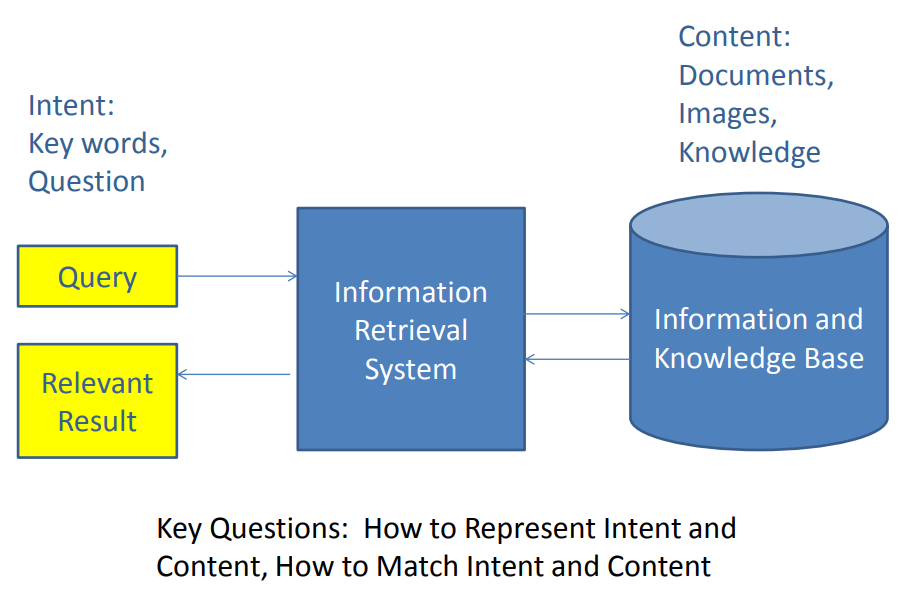 Content:
Documents,
Images,
Knowledge
Intent:
Key words,
Question
Query
Relevant
Result
Information
Retrieval
System
Information and
Knowledge Base
Key Questions:  How to Represent Intent and
Content, How to Match Intent and Content